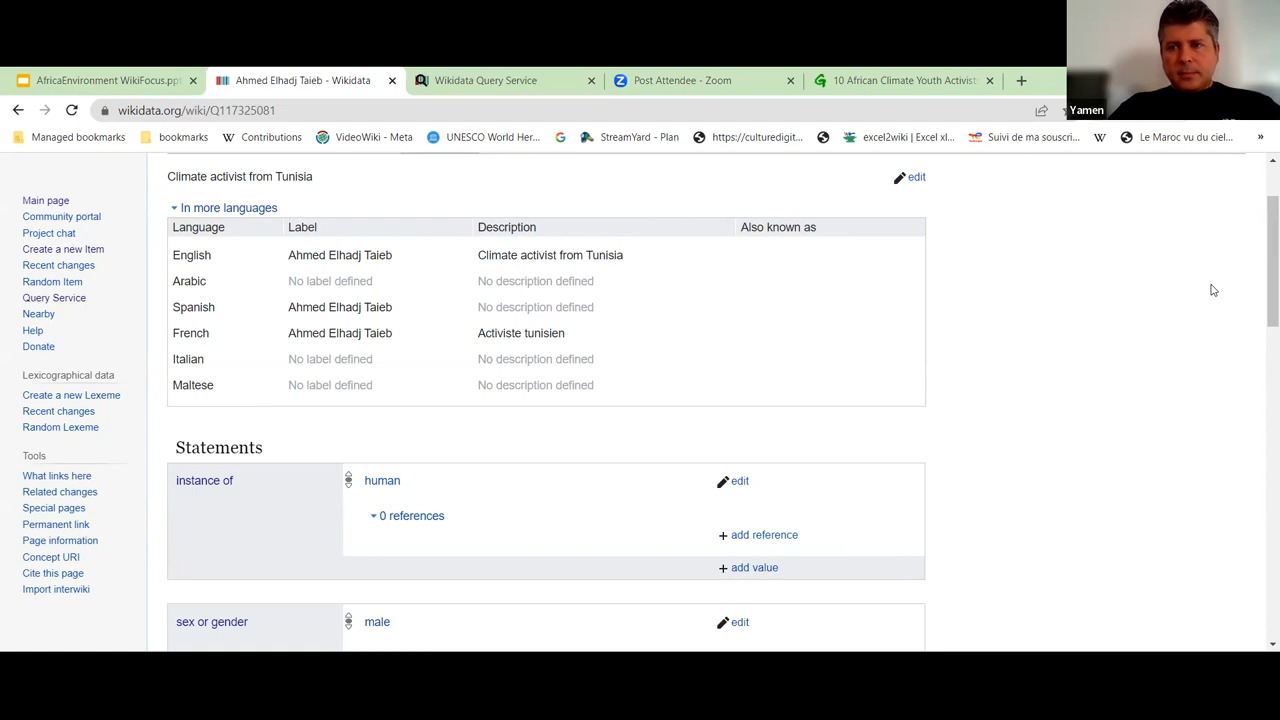 AfricaEnvironment WikiFocus.ppt
Ahmed Elhadj Taieb - Wikidata
Wikidata Query Service
Post Attendee - Zoom
10 African Climate Youth Activist
wikidata.org/wiki/Q117325081
Yamen
Managed bookmarks
bookmarks
Contributions
VideoWiki - Meta
UNESCO World Her...
StreamYard - Plan
https://culturedigit...
excel2wiki | Excel xl...
Suivi de ma souscri...
Le Maroc vu du ciel...
»
Main page
Community portal
Project chat
Create a new Item
Recent changes
Random Item
Query Service
Nearby
Help
Donate
Lexicographical data
Create a new Lexeme
Recent changes
Random Lexeme
Tools
What links here
Related changes
Special pages
Permanent link
Page information
Concept URI
Cite this page
Import interwiki
Climate activist from Tunisia
edit
In more languages
Language Label Description Also known as
English Ahmed Elhadj Taieb Climate activist from Tunisia
Arabic No label defined No description defined
Spanish Ahmed Elhadj Taieb No description defined
French Ahmed Elhadj Taieb Activiste tunisien
Italian No label defined No description defined
Maltese No label defined No description defined
Statements
instance of human edit
0 references
+ add reference
+ add value
sex or gender male edit